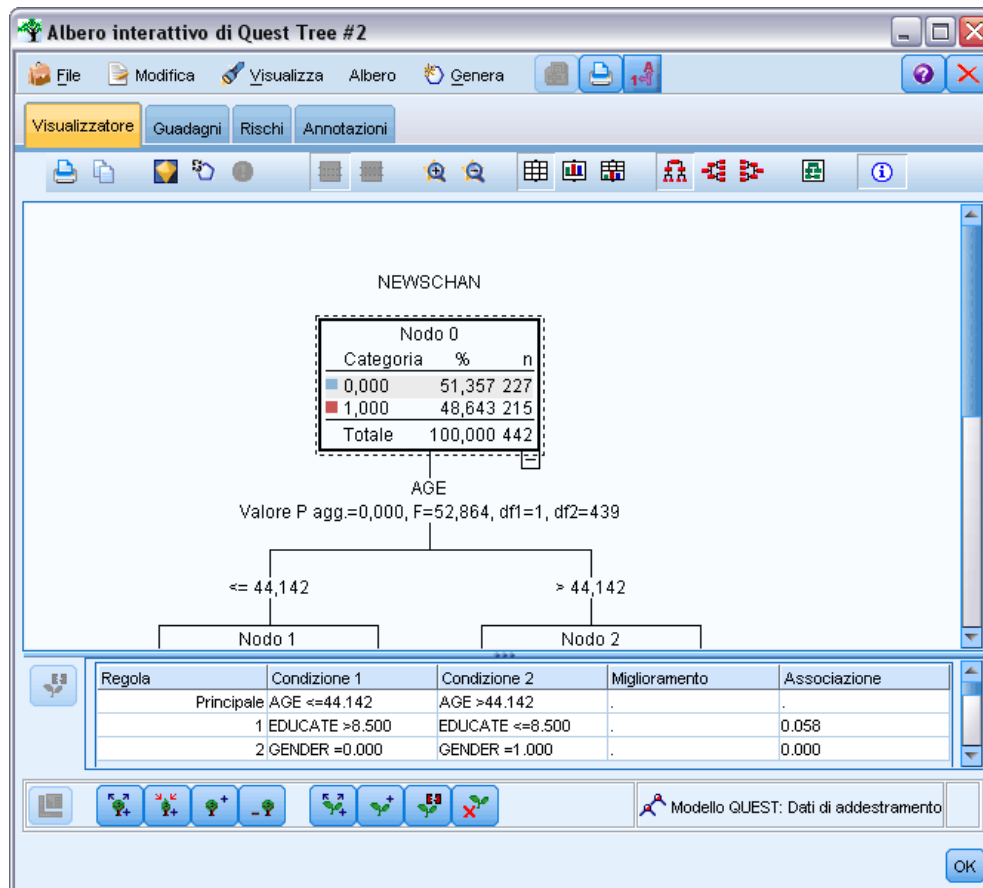 Albero interattivo di Quest Tree #2
File Modifica Visualizza Albero Genera
Visualizzatore Guadagni Rischi Annotazioni
NEWSCHAN
Nodo 0
Categoria % n
0,000 51,357 227
1,000 48,643 215
Totale 100,000 442
AGE
Valore P agg.=0,000, F=52,864, df1=1, df2=439
<= 44,142 > 44,142
Nodo 1 Nodo 2
Regola Condizione 1 Condizione 2 Miglioramento Associazione
Principale AGE <=44.142 AGE >44.142 . .
1 EDUCATE >8.500 EDUCATE <=8.500 . 0.058
2 GENDER =0.000 GENDER =1.000 . 0.000
Modello QUEST: Dati di addestramento
OK